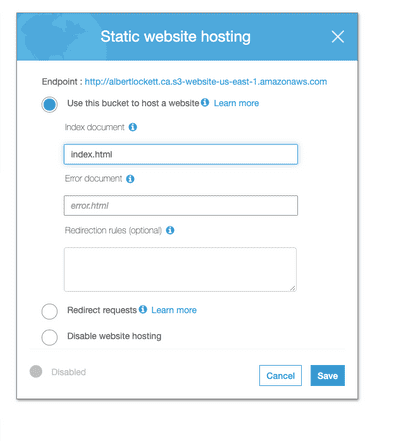 Static website hosting
Endpoint : http://albertlockett.ca.s3-website-us-east-1.amazonaws.com
Use this bucket to host a website Learn more
Index document
index.html
Error document
error.html
Redirection rules (optional)
Redirect requests Learn more
Disable website hosting
Disabled
Cancel Save